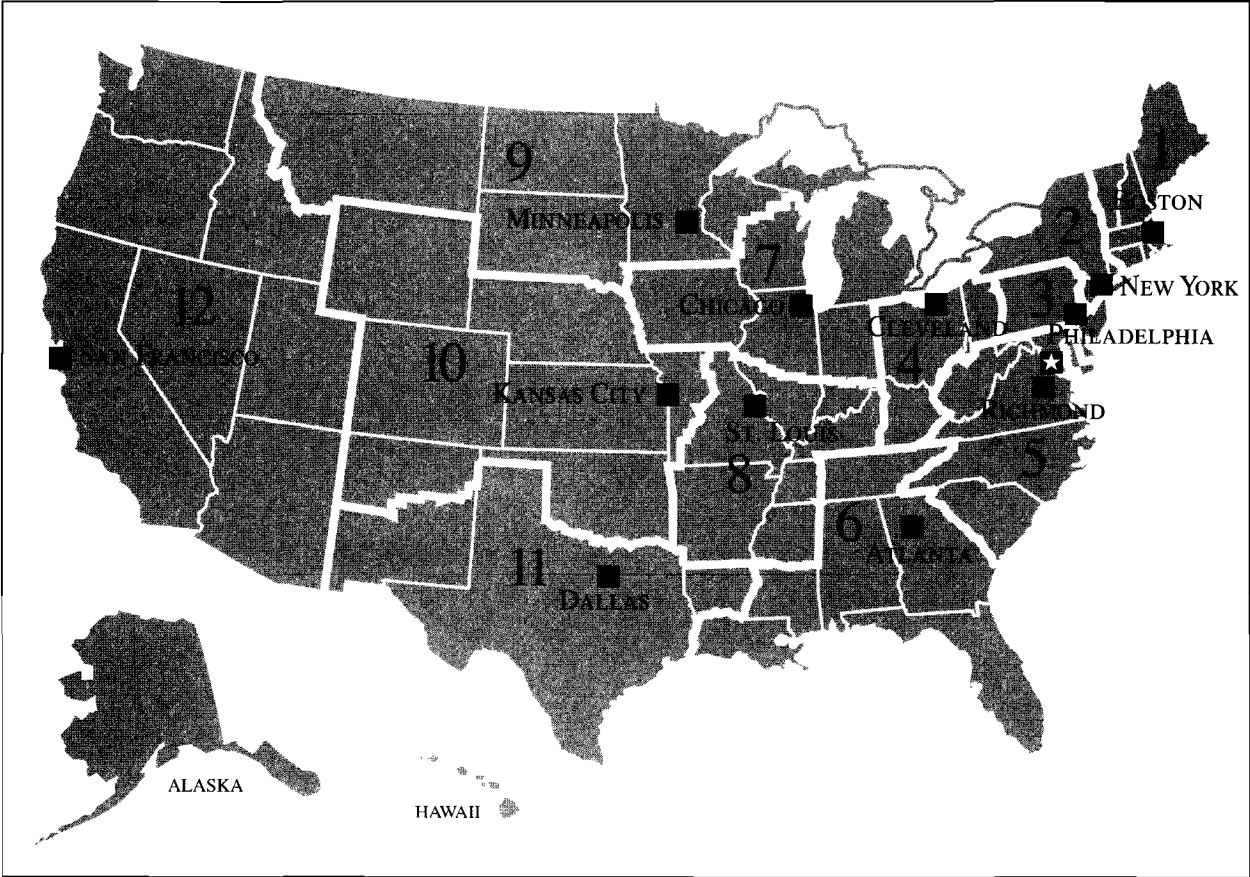 1
9
BOSTON
MINNEAPOLIS
2
7
NEW YORK
12
CHICAGO
3
CLEVELAND
PHILADELPHIA
SAN FRANCISCO
10
4
KANSAS CITY
RICHMOND
ST. LOUIS
8
5
6
ATLANTA
11
DALLAS
ALASKA
HAWAII